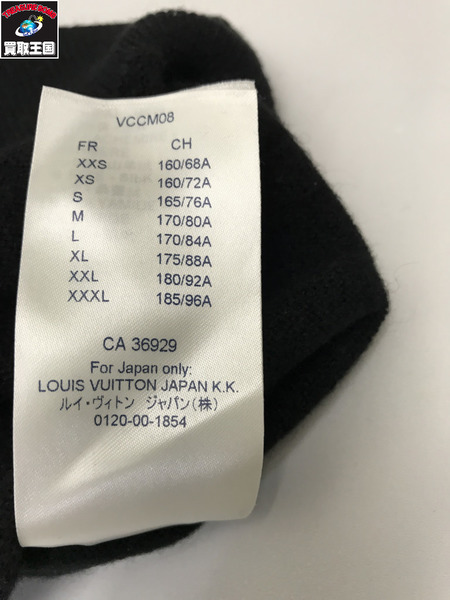 買取王国
VCCM08
FR CH
XXS 160/68A
XS 160/72A
S 165/76A
M 170/80A
L 170/84A
XL 175/88A
XXL 180/92A
XXXL 185/96A
CA 36929
For Japan only:
LOUIS VUITTON JAPAN K.K.
ルイ・ヴィトン ジャパン(株)
0120-00-1854